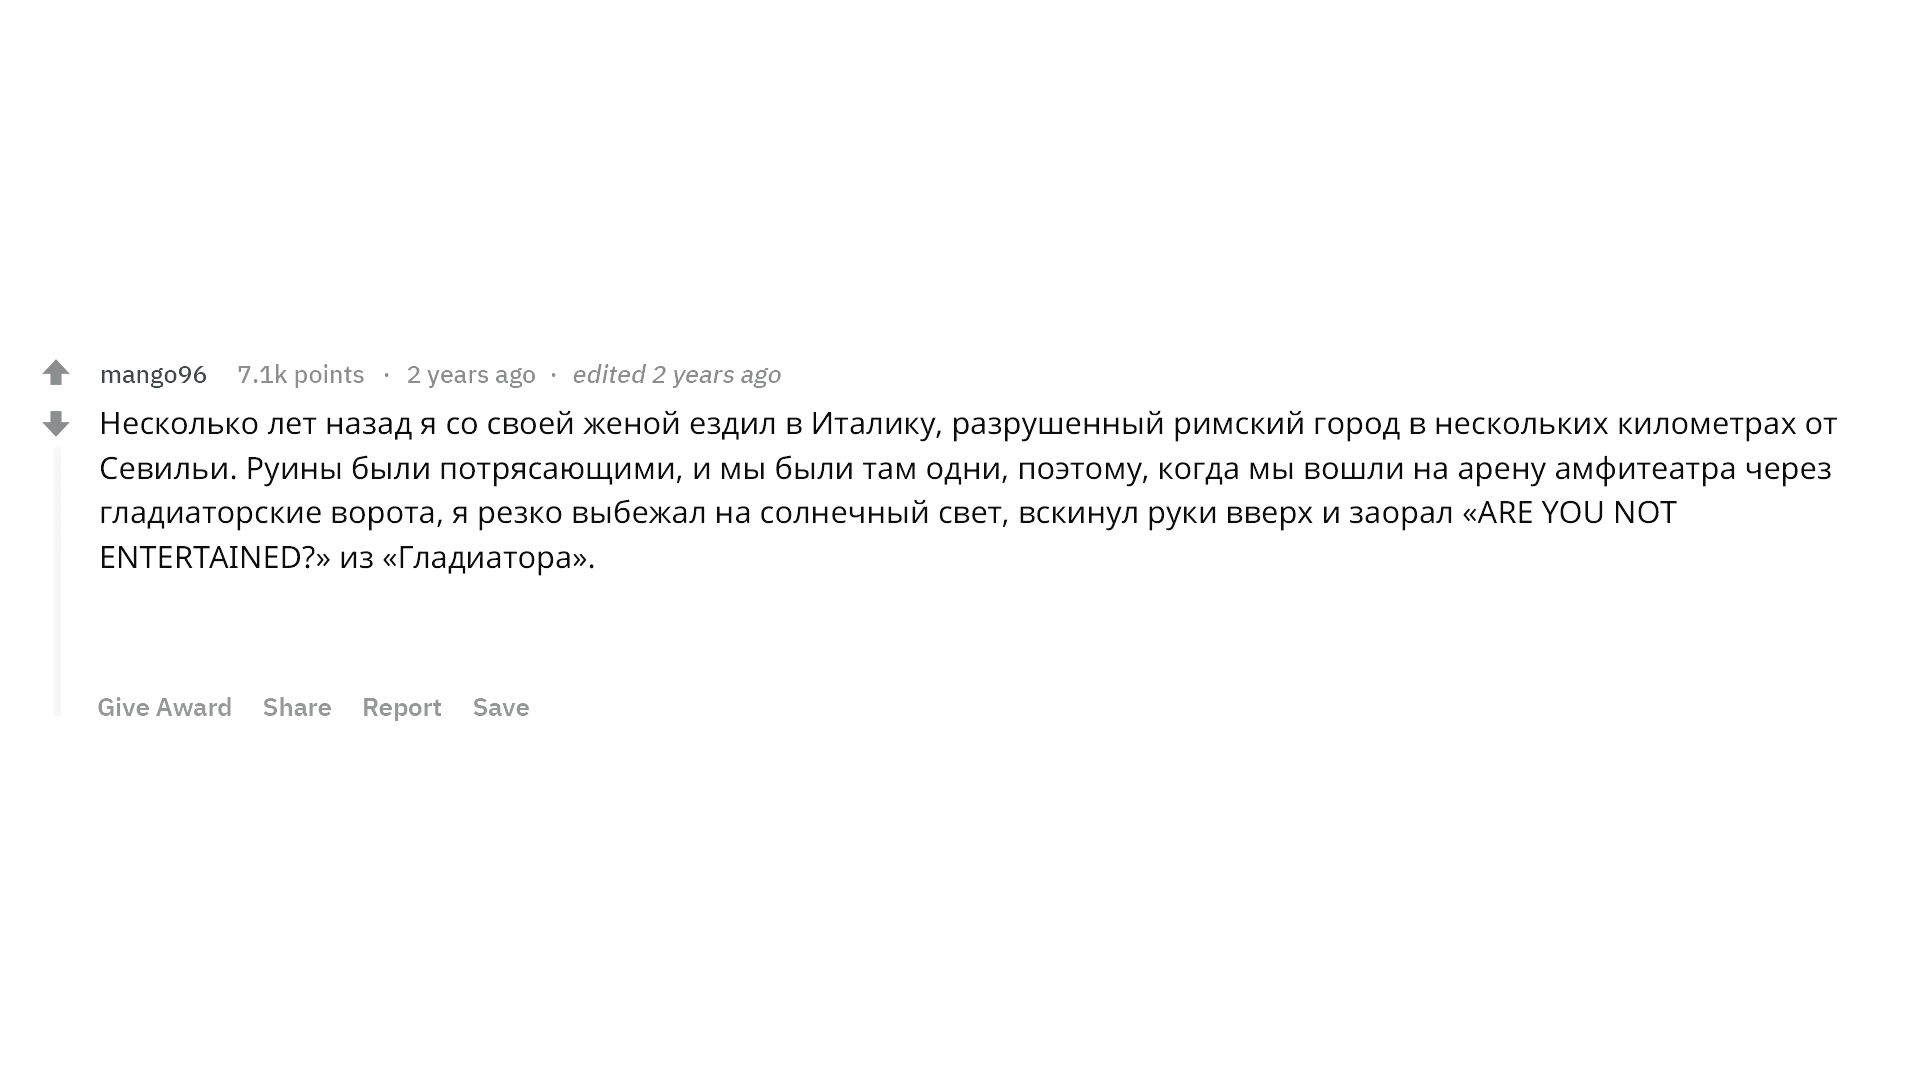 mango96 7.1k points · 2 years ago · edited 2 years ago
Несколько лет назад я со своей женой ездил в Италику, разрушенный римский город в нескольких километрах от
Севильи. Руины были потрясающими, и мы были там одни, поэтому, когда мы вошли на арену амфитеатра через
гладиаторские ворота, я резко выбежал на солнечный свет, вскинул руки вверх и заорал «ARE YOU NOT
ENTERTAINED?» из «Гладиатора».
Give Award Share Report Save